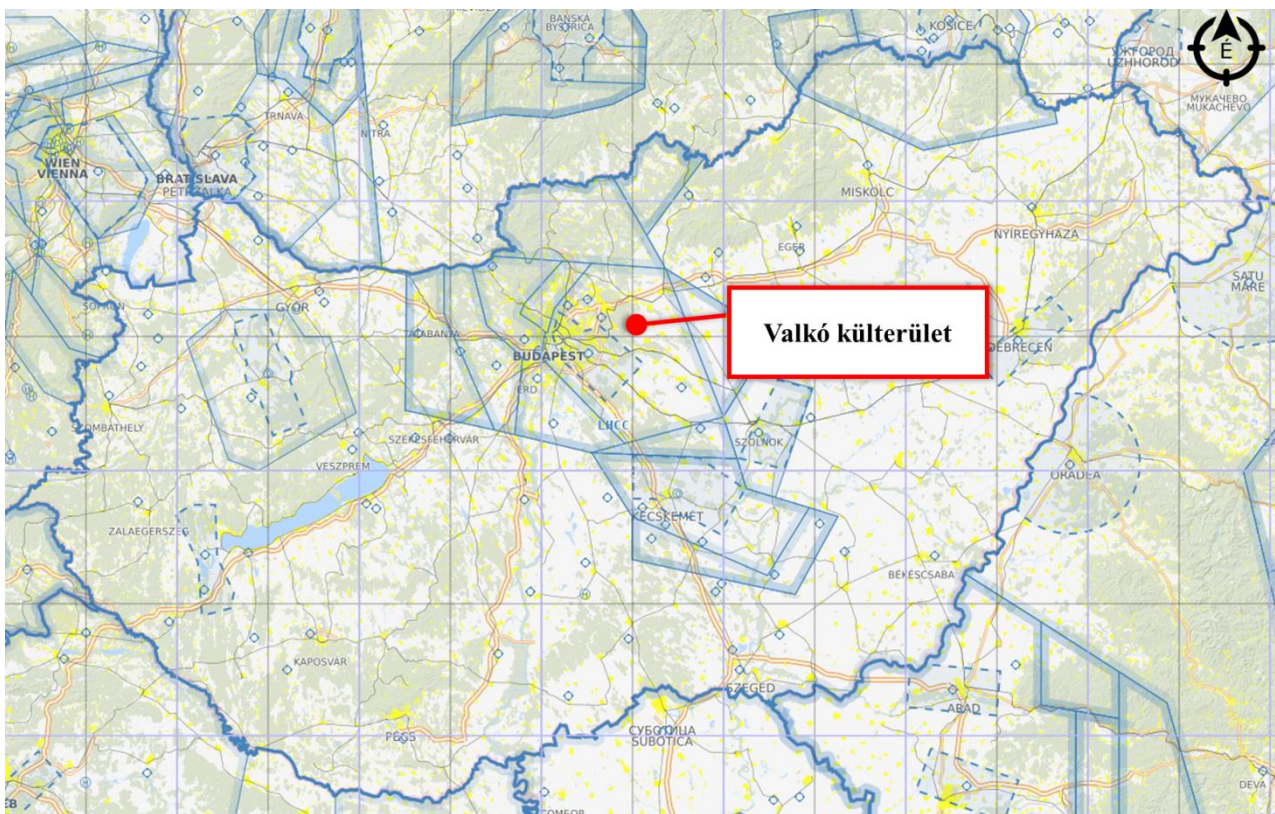 BANSKÁ
BYSTRICA
KOŠICE
É
УЖГОРОД
UZHHOROD
МУКАЧЕВО
MUKACHEVO
TRNAVA
NITRA
WIEN
VIENNA
BRATISLAVA
PETRŽALKA
MISKOLC
NYÍREGYHÁZA
EGER
SATU
MARE
SOPRON
GYŐR
TATABÁNYA
Valkó külterület
BUDAPEST
DEBRECEN
ÉRD
LHCC
SZOMBATHELY
SZÉKESFEHÉRVÁR
SZOLNOK
VESZPRÉM
ORADEA
KECSKEMÉT
ZALAEGERSZEG
BÉKÉSCSABA
KAPOSVÁR
SZEGED
ARAD
PÉCS
СУБОТИЦА
SUBOTICA
DEVA